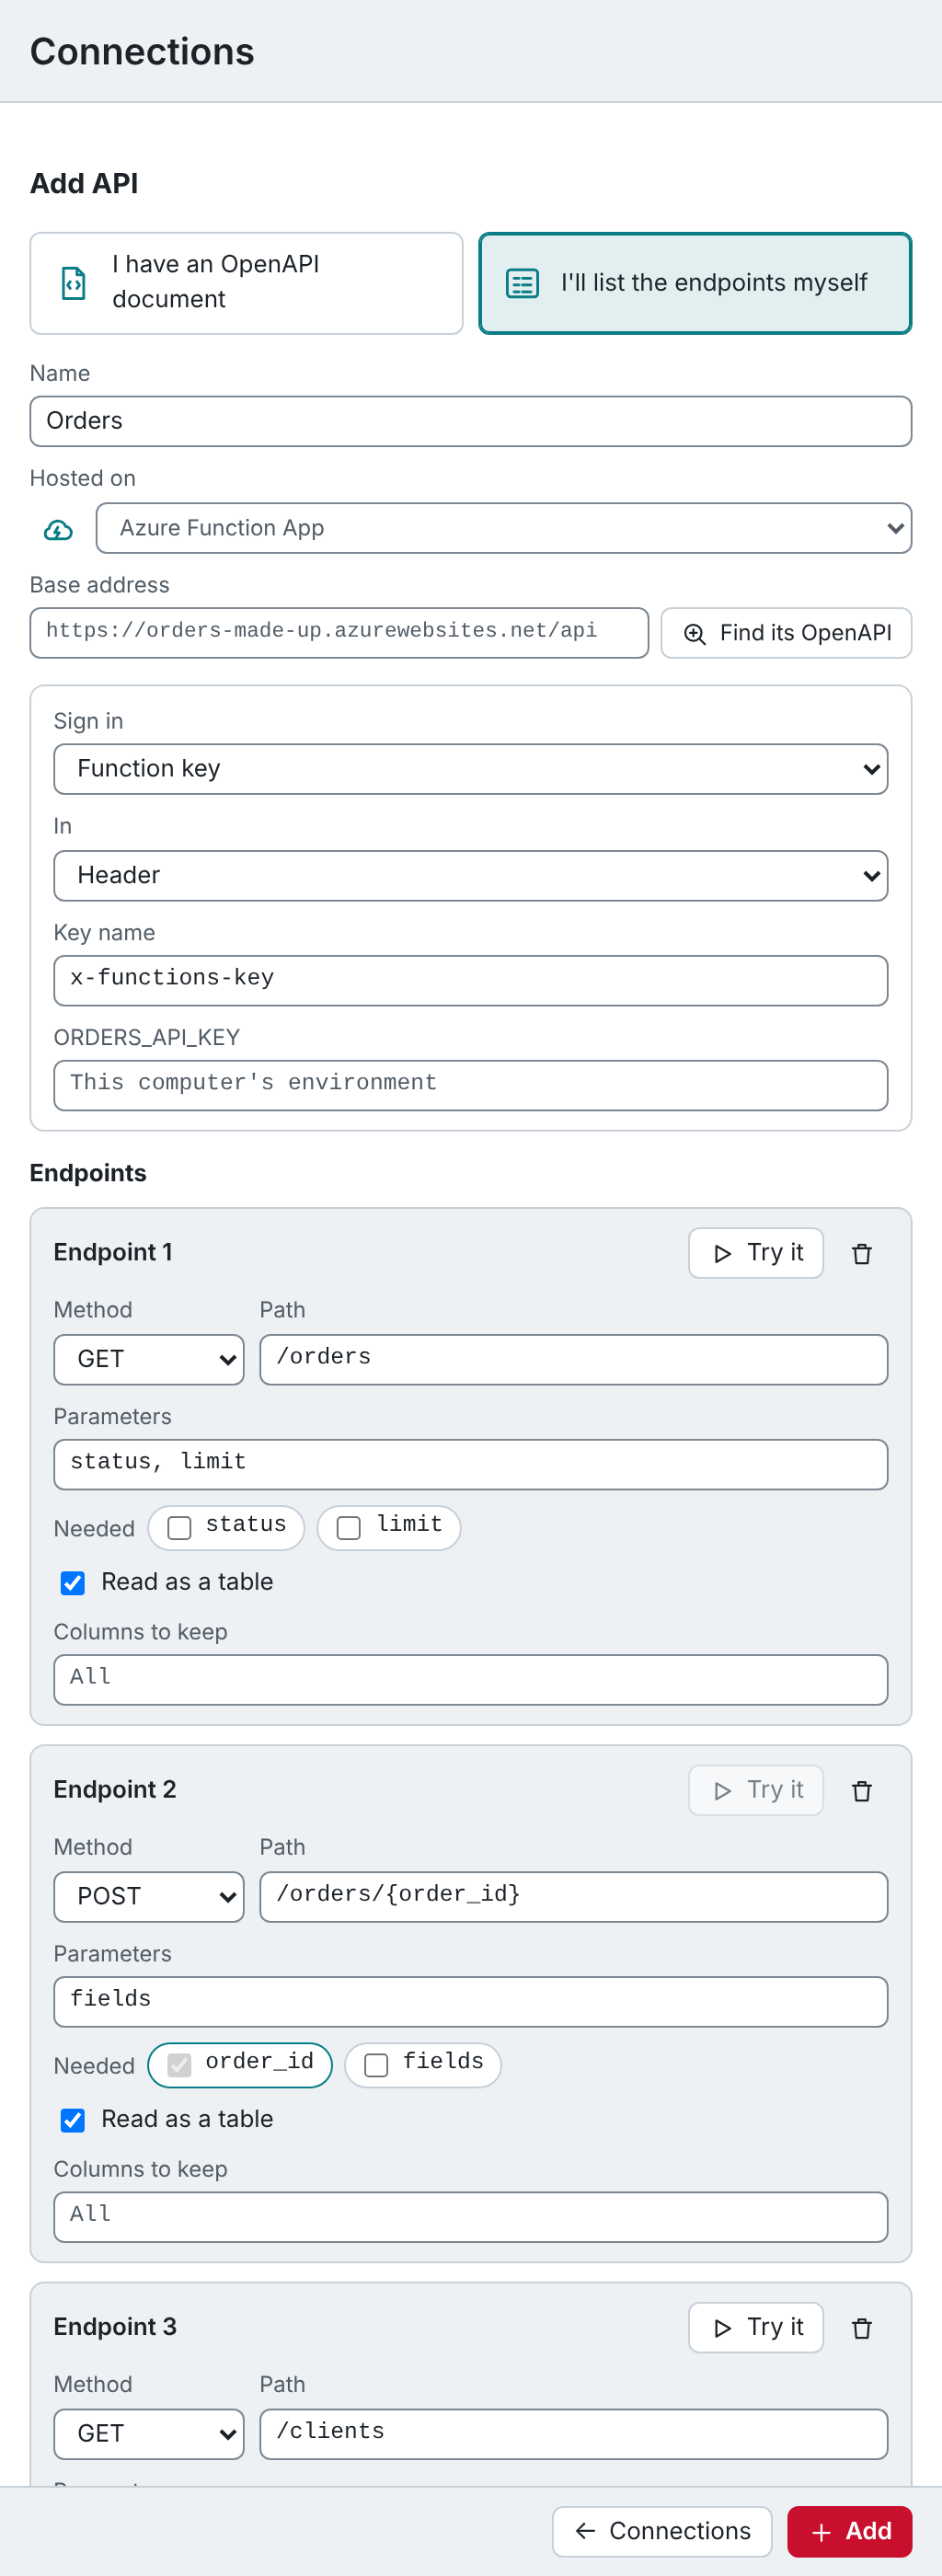 Connections
Add API
I have an OpenAPI
document
I'll list the endpoints myself
Name
Orders
Hosted on
Azure Function App
Base address
https://orders-made-up.azurewebsites.net/api
Find its OpenAPI
Sign in
Function key
In
Header
Key name
x-functions-key
ORDERS_API_KEY
This computer's environment
Endpoints
Endpoint 1
Try it
Method
Path
GET
/orders
Parameters
status, limit
Needed
status
limit
Read as a table
Columns to keep
All
Endpoint 2
Try it
Method
Path
POST
/orders/{order_id}
Parameters
fields
Needed
order_id
fields
Read as a table
Columns to keep
All
Endpoint 3
Try it
Method
Path
GET
/clients
Connections
Add